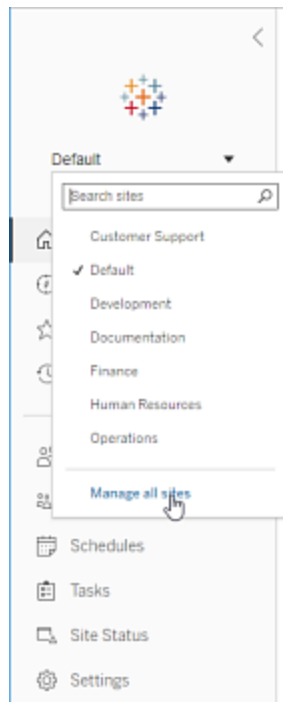 Default
Search sites
Customer Support
Default
Development
Documentation
Finance
Human Resources
Operations
Manage all sites
Schedules
Tasks
Site Status
Settings